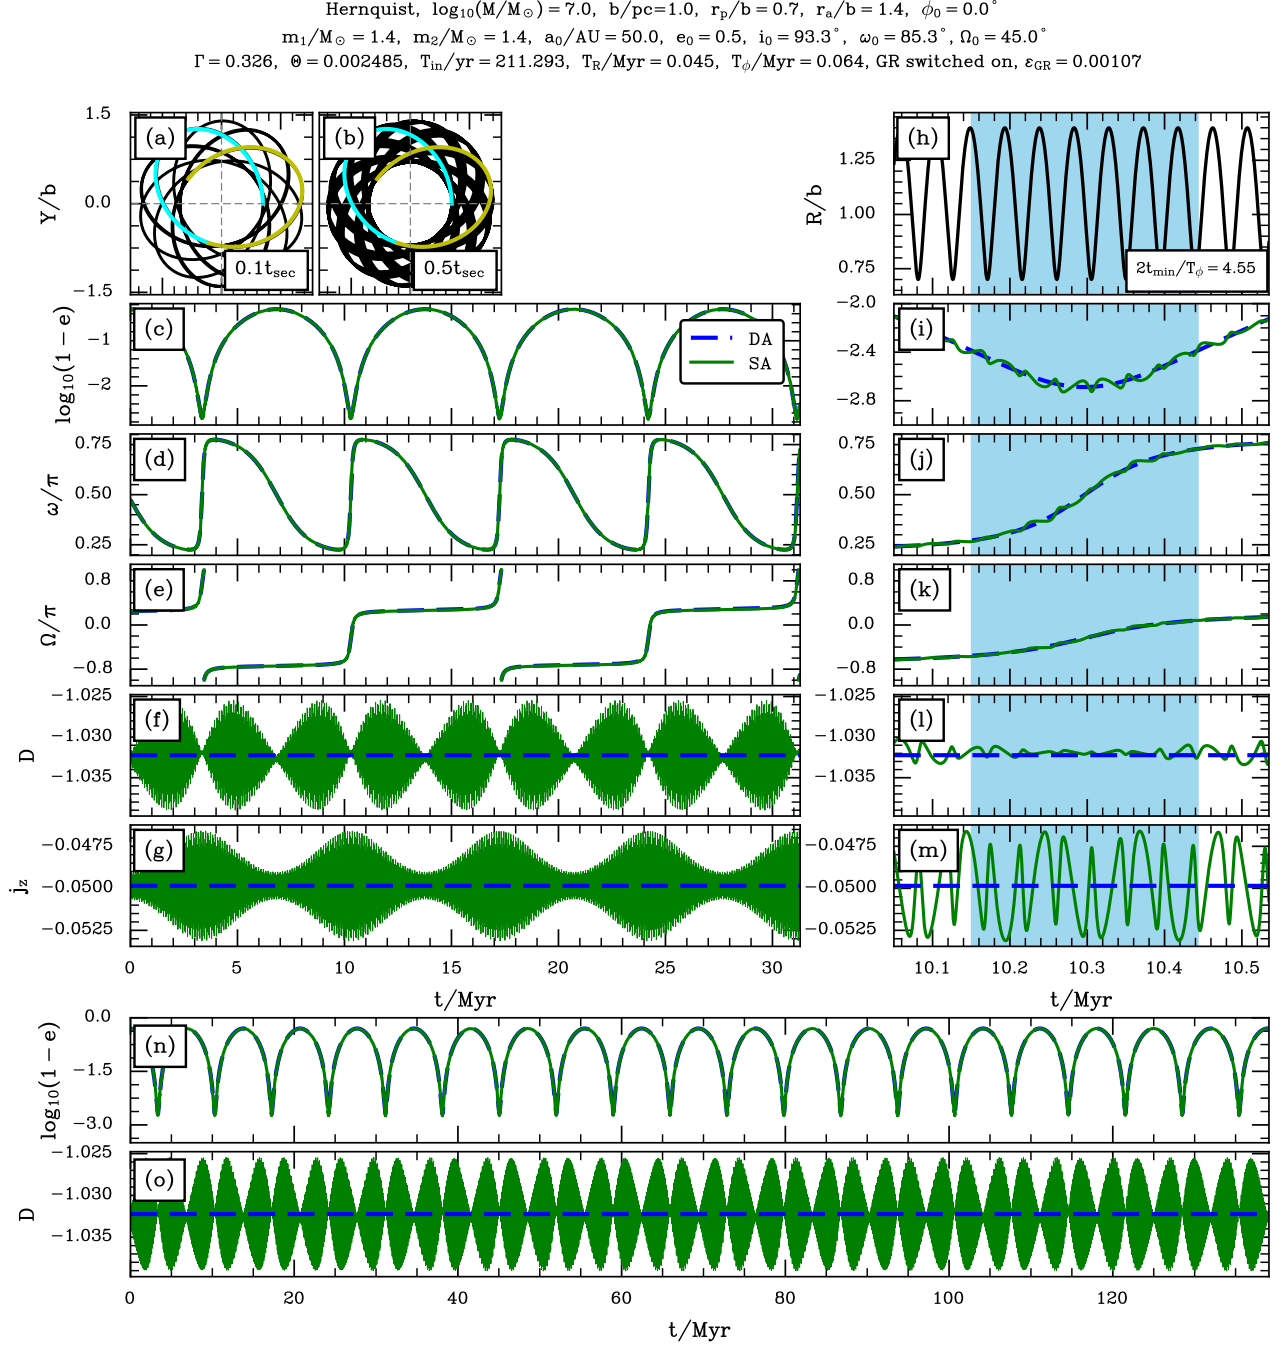 Hernquist, log₁₀(M/M⊙) = 7.0, b/pc=1.0, rₚ/b = 0.7, rₐ/b = 1.4, ϕ₀ = 0.0°
m₁/M⊙ = 1.4, m₂/M⊙ = 1.4, a₀/AU = 50.0, e₀ = 0.5, i₀ = 93.3°, ω₀ = 85.3°, Ω₀ = 45.0°
Γ = 0.326, Θ = 0.002485, T_in/yr = 211.293, T_R/Myr = 0.045, T_ϕ/Myr = 0.064, GR switched on, ε_GR = 0.00107
Y/b
1.5
0.0
−1.5
(a)
0.1t_sec
(b)
0.5t_sec
R/b
1.25
1.00
0.75
(h)
2t_min/T_ϕ = 4.55
log₁₀(1 − e)
−1
−2
(c)
DA
SA
−2.0
−2.4
−2.8
(i)
ω/π
0.75
0.50
0.25
(d)
0.75
0.50
0.25
(j)
Ω/π
0.8
0.0
−0.8
(e)
0.8
0.0
−0.8
(k)
D
−1.025
−1.030
−1.035
(f)
−1.025
−1.030
−1.035
(l)
j_z
−0.0475
−0.0500
−0.0525
(g)
−0.0475
−0.0500
−0.0525
(m)
0 5 10 15 20 25 30
t/Myr
10.1 10.2 10.3 10.4 10.5
t/Myr
log₁₀(1 − e)
0.0
−1.5
−3.0
(n)
D
−1.025
−1.030
−1.035
(o)
0 20 40 60 80 100 120
t/Myr